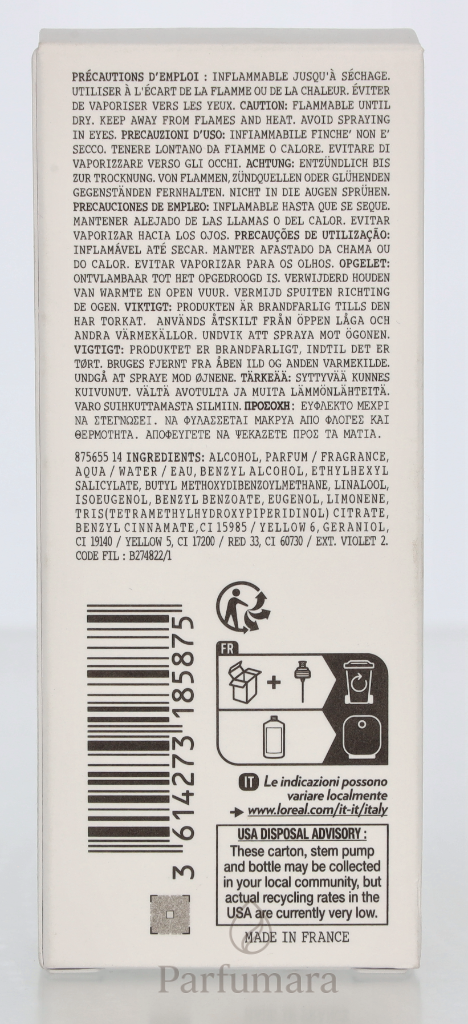 PRÉCAUTIONS D'EMPLOI : INFLAMMABLE JUSQU'À SÉCHAGE.
UTILISER À L'ÉCART DE LA FLAMME OU DE LA CHALEUR. ÉVITER
DE VAPORISER VERS LES YEUX. CAUTION: FLAMMABLE UNTIL
DRY. KEEP AWAY FROM FLAMES AND HEAT. AVOID SPRAYING
IN EYES. PRECAUZIONI D'USO: INFIAMMABILE FINCHE' NON E'
SECCO. TENERE LONTANO DA FIAMME O CALORE. EVITARE DI
VAPORIZZARE VERSO GLI OCCHI. ACHTUNG: ENTZÜNDLICH BIS
ZUR TROCKNUNG. VON FLAMMEN, ZÜNDQUELLEN ODER GLÜHENDEN
GEGENSTÄNDEN FERNHALTEN. NICHT IN DIE AUGEN SPRÜHEN.
PRECAUCIONES DE EMPLEO: INFLAMABLE HASTA QUE SE SEQUE.
MANTENER ALEJADO DE LAS LLAMAS O DEL CALOR. EVITAR
VAPORIZAR HACIA LOS OJOS. PRECAUÇÕES DE UTILIZAÇÃO:
INFLAMÁVEL ATÉ SECAR. MANTER AFASTADO DA CHAMA OU
DO CALOR. EVITAR VAPORIZAR PARA OS OLHOS. OPGELET:
ONTVLAMBAAR TOT HET OPGEDROOGD IS. VERWIJDERD HOUDEN
VAN WARMTE EN OPEN VUUR. VERMIJD SPUITEN RICHTING
DE OGEN. VIKTIGT: PRODUKTEN ÄR BRANDFARLIG TILLS DEN
HAR TORKAT. ANVÄNDS ÅTSKILT FRÅN ÖPPEN LÅGA OCH
ANDRA VÄRMEKÄLLOR. UNDVIK ATT SPRAYA MOT ÖGONEN.
VIGTIGT: PRODUKTET ER BRANDFARLIGT, INDTIL DET ER
TØRT. BRUGES FJERNT FRA ÅBEN ILD OG ANDEN VARMEKILDE.
UNDGÅ AT SPRAYE MOD ØJNENE. TÄRKEÄÄ: SYTTYVÄÄ KUNNES
KUIVUNUT. VÄLTÄ AVOTULTA JA MUITA LÄMMÖNLÄHTEITÄ.
VARO SUIHKUTTAMASTA SILMIIN. ΠΡΟΣΟΧΗ: ΕΥΦΛΕΚΤΟ ΜΕΧΡΙ
ΝΑ ΣΤΕΓΝΩΣΕΙ. ΝΑ ΦΥΛΑΣΣΕΤΑΙ ΜΑΚΡΥΑ ΑΠΟ ΦΛΟΓΕΣ ΚΑΙ
ΘΕΡΜΟΤΗΤΑ. ΑΠΟΦΕΥΓΕΤΕ ΝΑ ΨΕΚΑΖΕΤΕ ΠΡΟΣ ΤΑ ΜΑΤΙΑ.
875655 14 INGREDIENTS: ALCOHOL, PARFUM / FRAGRANCE,
AQUA / WATER / EAU, BENZYL ALCOHOL, ETHYLHEXYL
SALICYLATE, BUTYL METHOXYDIBENZOYLMETHANE, LINALOOL,
ISOEUGENOL, BENZYL BENZOATE, EUGENOL, LIMONENE,
TRIS(TETRAMETHYLHYDROXYPIPERIDINOL) CITRATE,
BENZYL CINNAMATE, CI 15985 / YELLOW 6, GERANIOL,
CI 19140 / YELLOW 5, CI 17200 / RED 33, CI 60730 / EXT. VIOLET 2.
CODE FIL : B274822/1
3 614273 185875
FR
IT Le indicazioni possono
variare localmente
www.loreal.com/it-it/italy
USA DISPOSAL ADVISORY :
These carton, stem pump
and bottle may be collected
in your local community, but
actual recycling rates in the
USA are currently very low.
MADE IN FRANCE
Parfumara